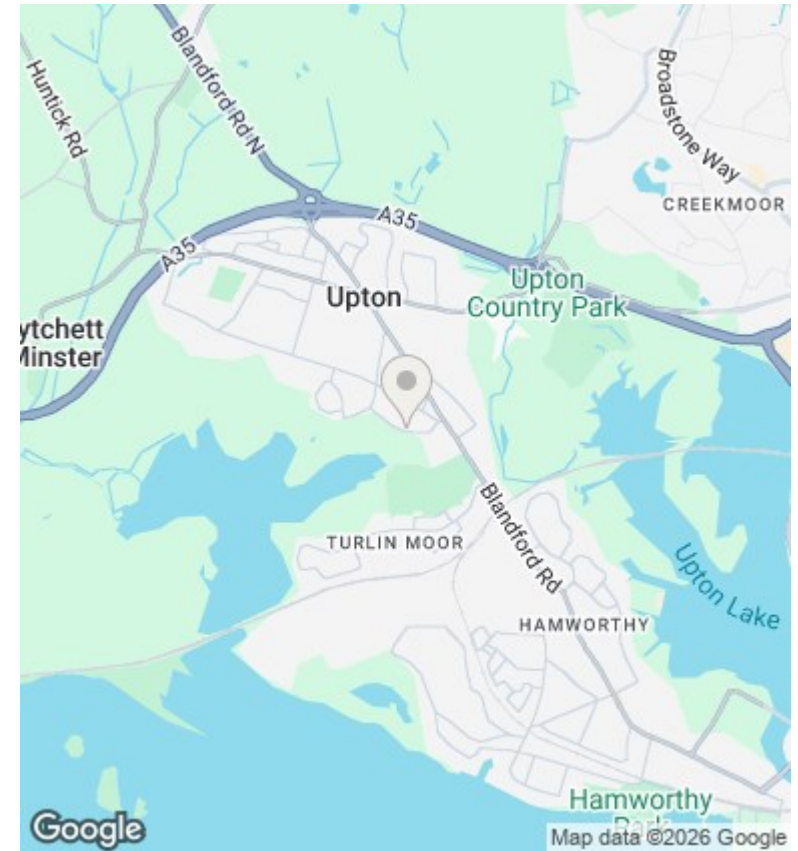 Blandford Rd N
Huntick Rd
Broadstone Way
CREEKMOOR
A35
A35
Upton
Upton
Country Park
ytchett
Minster
Blandford Rd
TURLIN MOOR
Upton Lake
HAMWORTHY
Hamworthy
Park
Google
Map data ©2026 Google